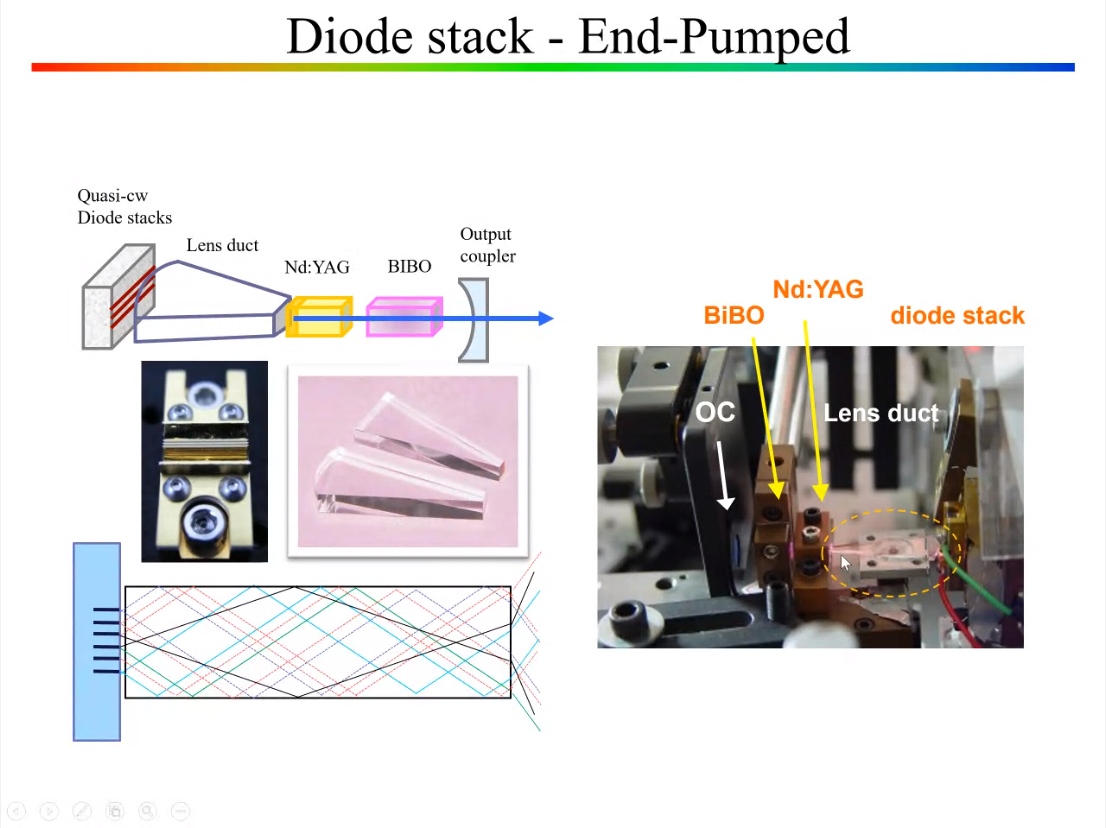 Diode stack - End-Pumped
Quasi-cw
Diode stacks
Lens duct
Nd:YAG
BIBO
Output
coupler
Nd:YAG
BiBO
diode stack
OC
Lens duct